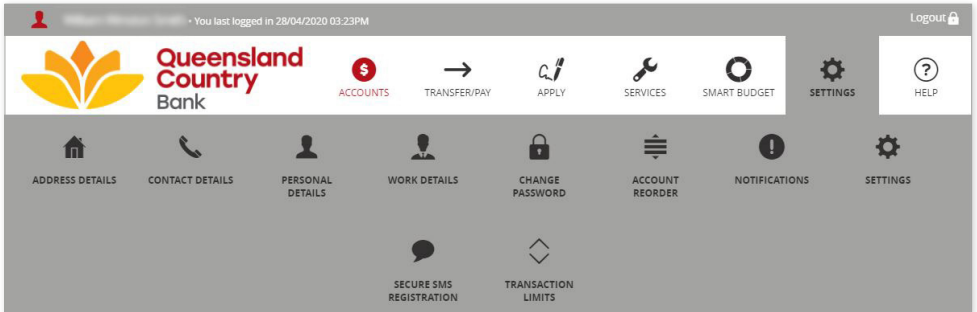 • You last logged in 28/04/2020 03:23PM
Logout
Queensland
Country
Bank
ACCOUNTS
TRANSFER/PAY
APPLY
SERVICES
SMART BUDGET
SETTINGS
HELP
ADDRESS DETAILS
CONTACT DETAILS
PERSONAL
DETAILS
WORK DETAILS
CHANGE
PASSWORD
ACCOUNT
REORDER
NOTIFICATIONS
SETTINGS
SECURE SMS
REGISTRATION
TRANSACTION
LIMITS